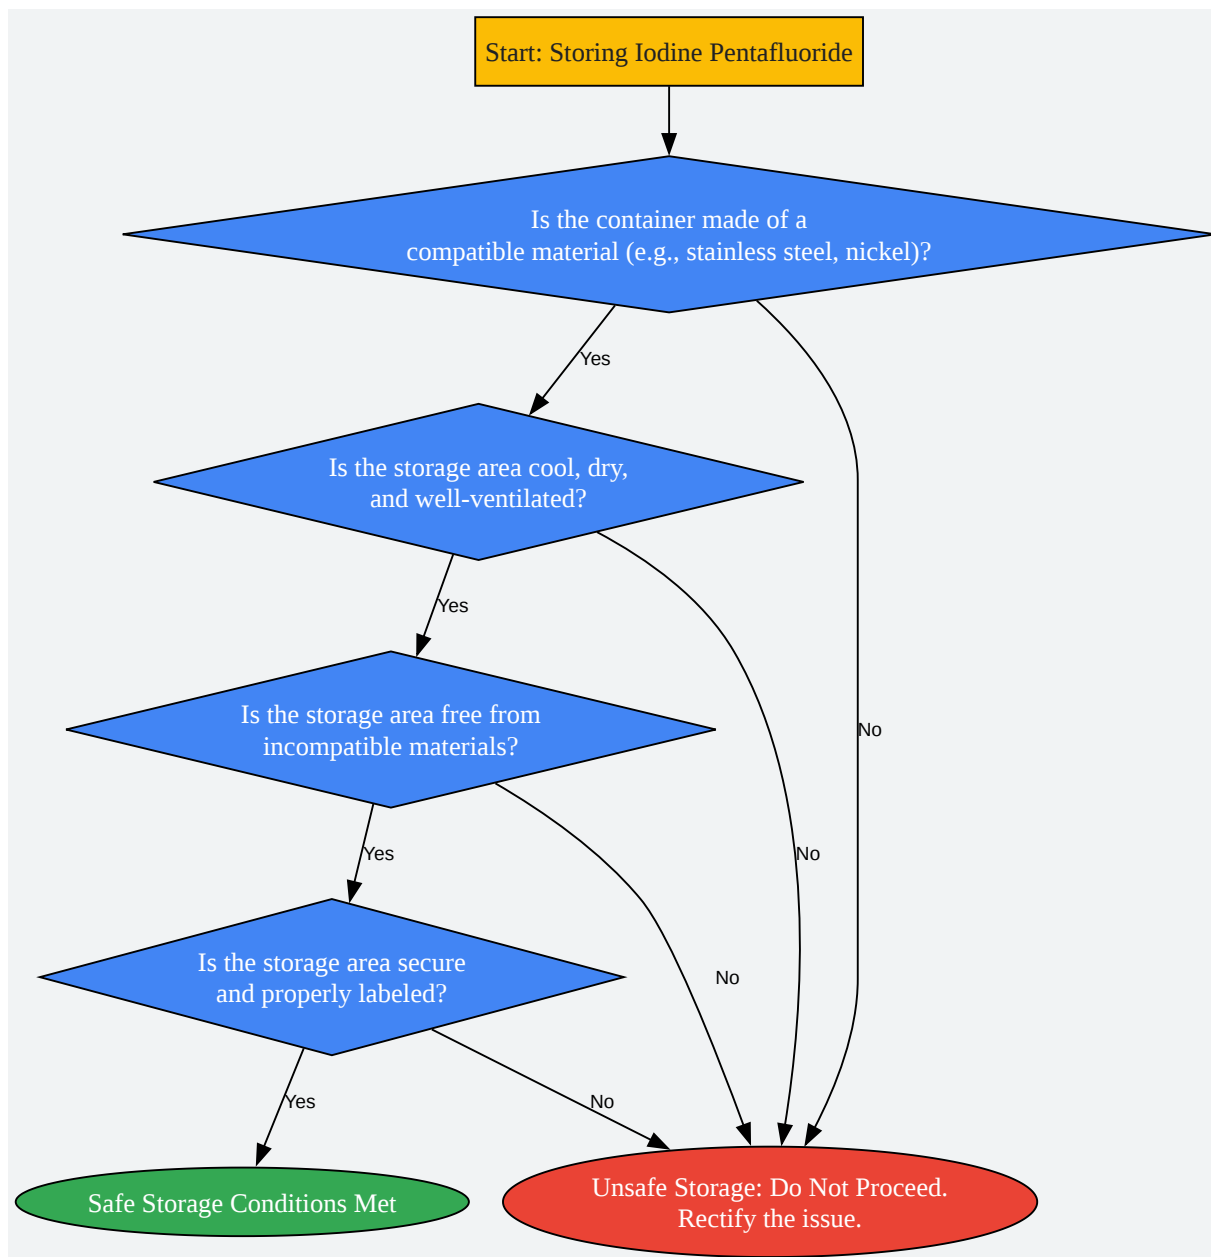 Start: Storing Iodine Pentafluoride
Is the container made of a
compatible material (e.g., stainless steel, nickel)?
Yes
Is the storage area cool, dry,
and well-ventilated?
Yes
Is the storage area free from
incompatible materials?
No
Yes
No
Is the storage area secure
and properly labeled?
No
Yes
No
Safe Storage Conditions Met
Unsafe Storage: Do Not Proceed.
Rectify the issue.